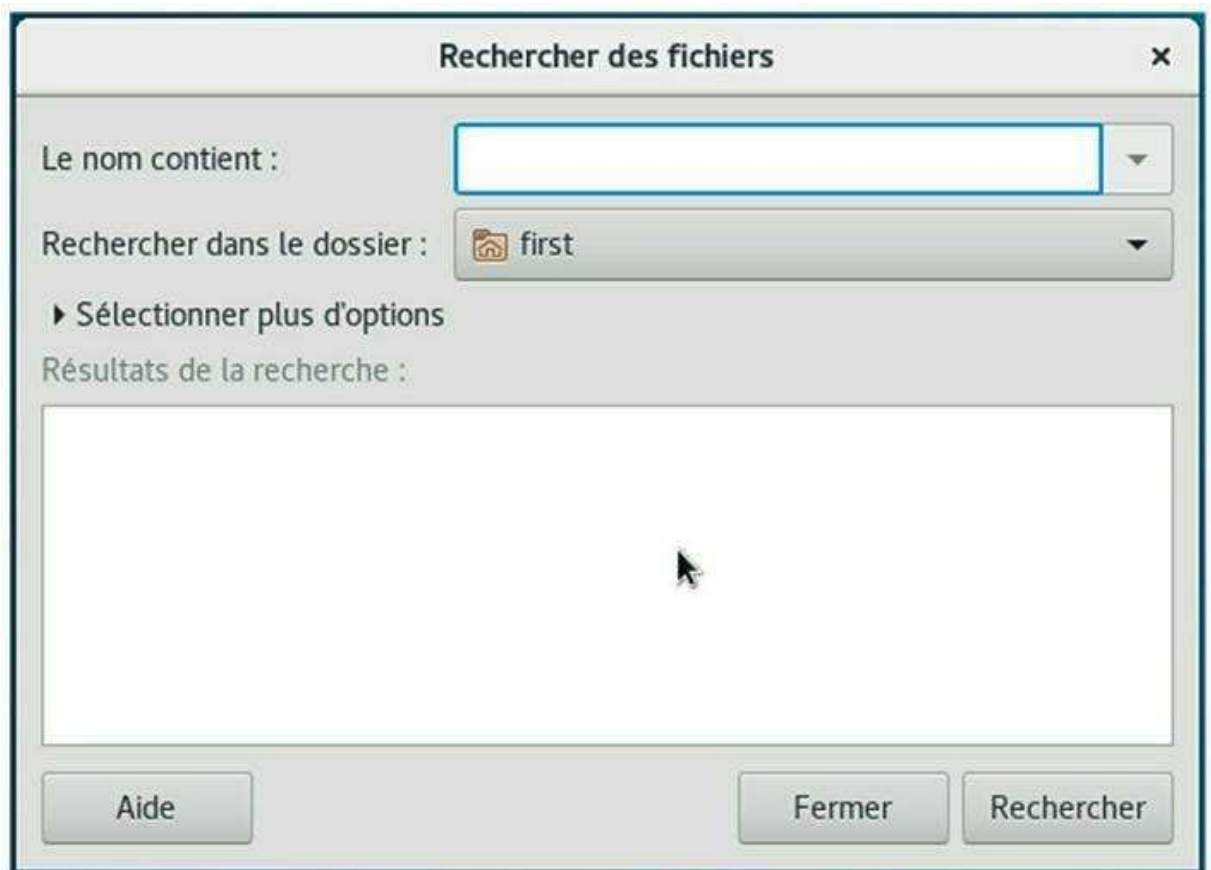 Rechercher des fichiers
Le nom contient :
Rechercher dans le dossier : first
Sélectionner plus d'options
Résultats de la recherche :
Aide Fermer Rechercher